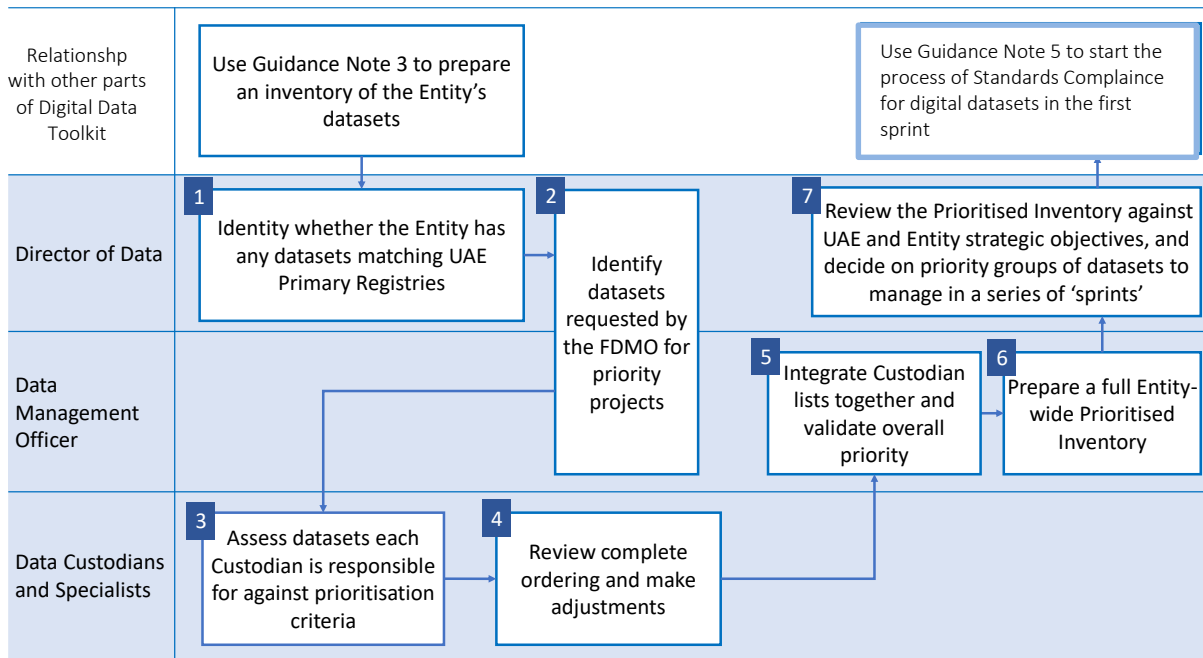 Relationshp
with other parts
of Digital Data
Toolkit
Use Guidance Note 3 to prepare
an inventory of the Entity's
datasets
Use Guidance Note 5 to start the
process of Standards Complaince
for digital datasets in the first
sprint
Director of Data
1
Identity whether the Entity has
any datasets matching UAE
Primary Registries
2
Identify
datasets
requested by
the FDMO for
priority
projects
7
Review the Prioritised Inventory against
UAE and Entity strategic objectives, and
decide on priority groups of datasets to
manage in a series of 'sprints'
Data
Management
Officer
5
Integrate Custodian
lists together and
validate overall
priority
6
Prepare a full Entity-
wide Prioritised
Inventory
Data Custodians
and Specialists
3
Assess datasets each
Custodian is responsible
for against prioritisation
criteria
4
Review complete
ordering and make
adjustments